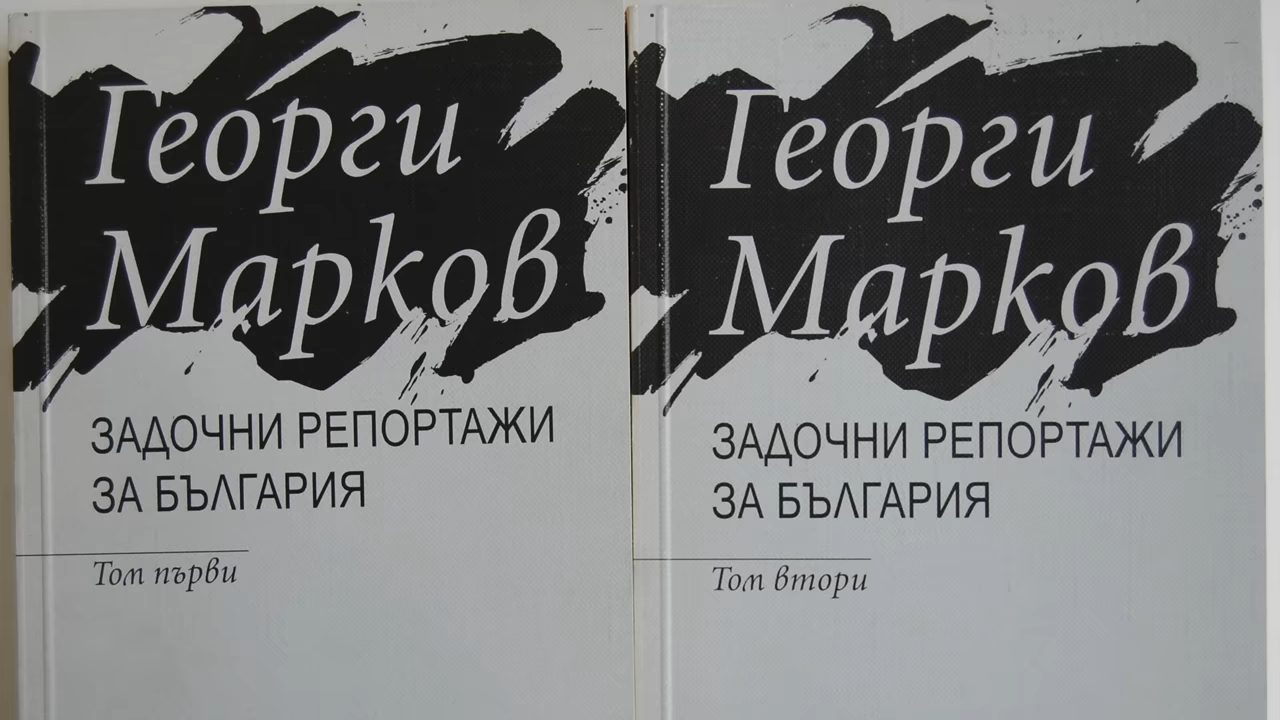 Георги
Марков
ЗАДОЧНИ РЕПОРТАЖИ
ЗА БЪЛГАРИЯ
Том първи
Георги
Марков
ЗАДОЧНИ РЕПОРТАЖИ
ЗА БЪЛГАРИЯ
Том втори